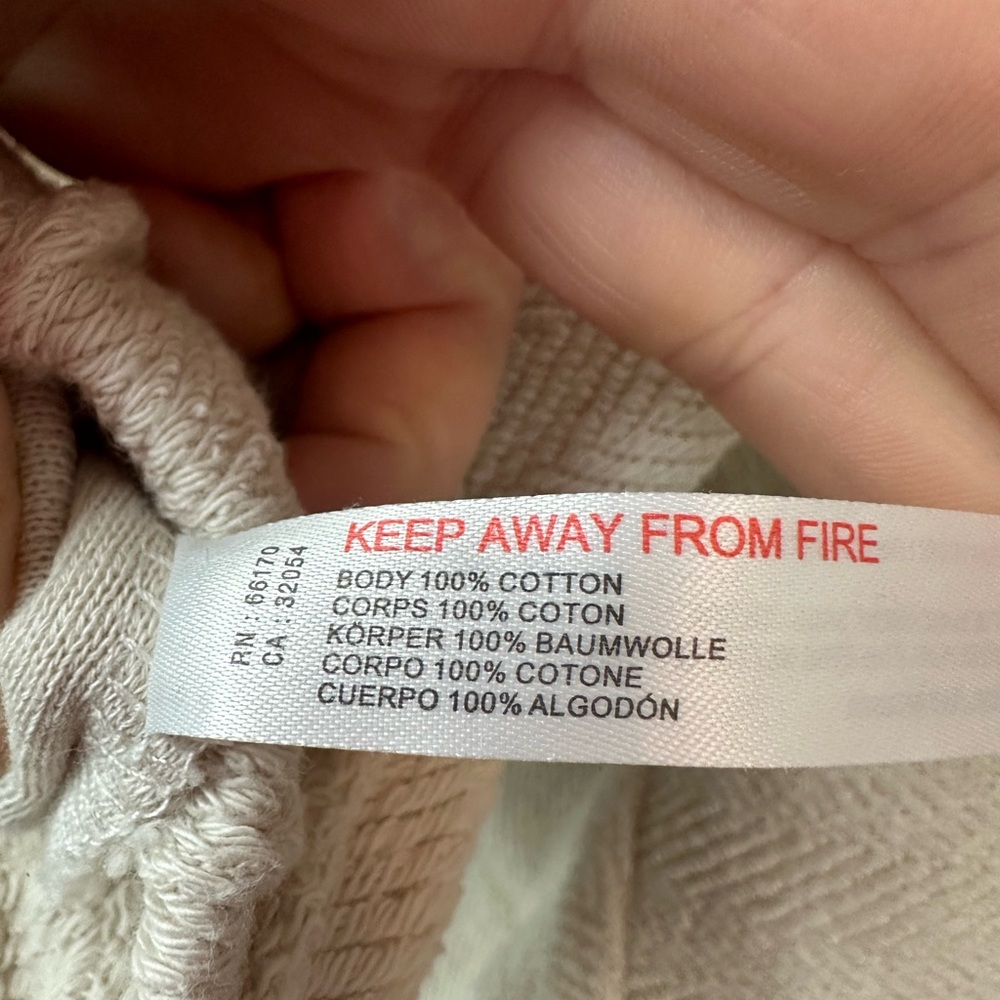 KEEP AWAY FROM FIRE
BODY 100% COTTON
CORPS 100% COTON
KÖRPER 100% BAUMWOLLE
CORPO 100% COTONE
CUERPO 100% ALGODÓN
RN : 66170
CA : 32054